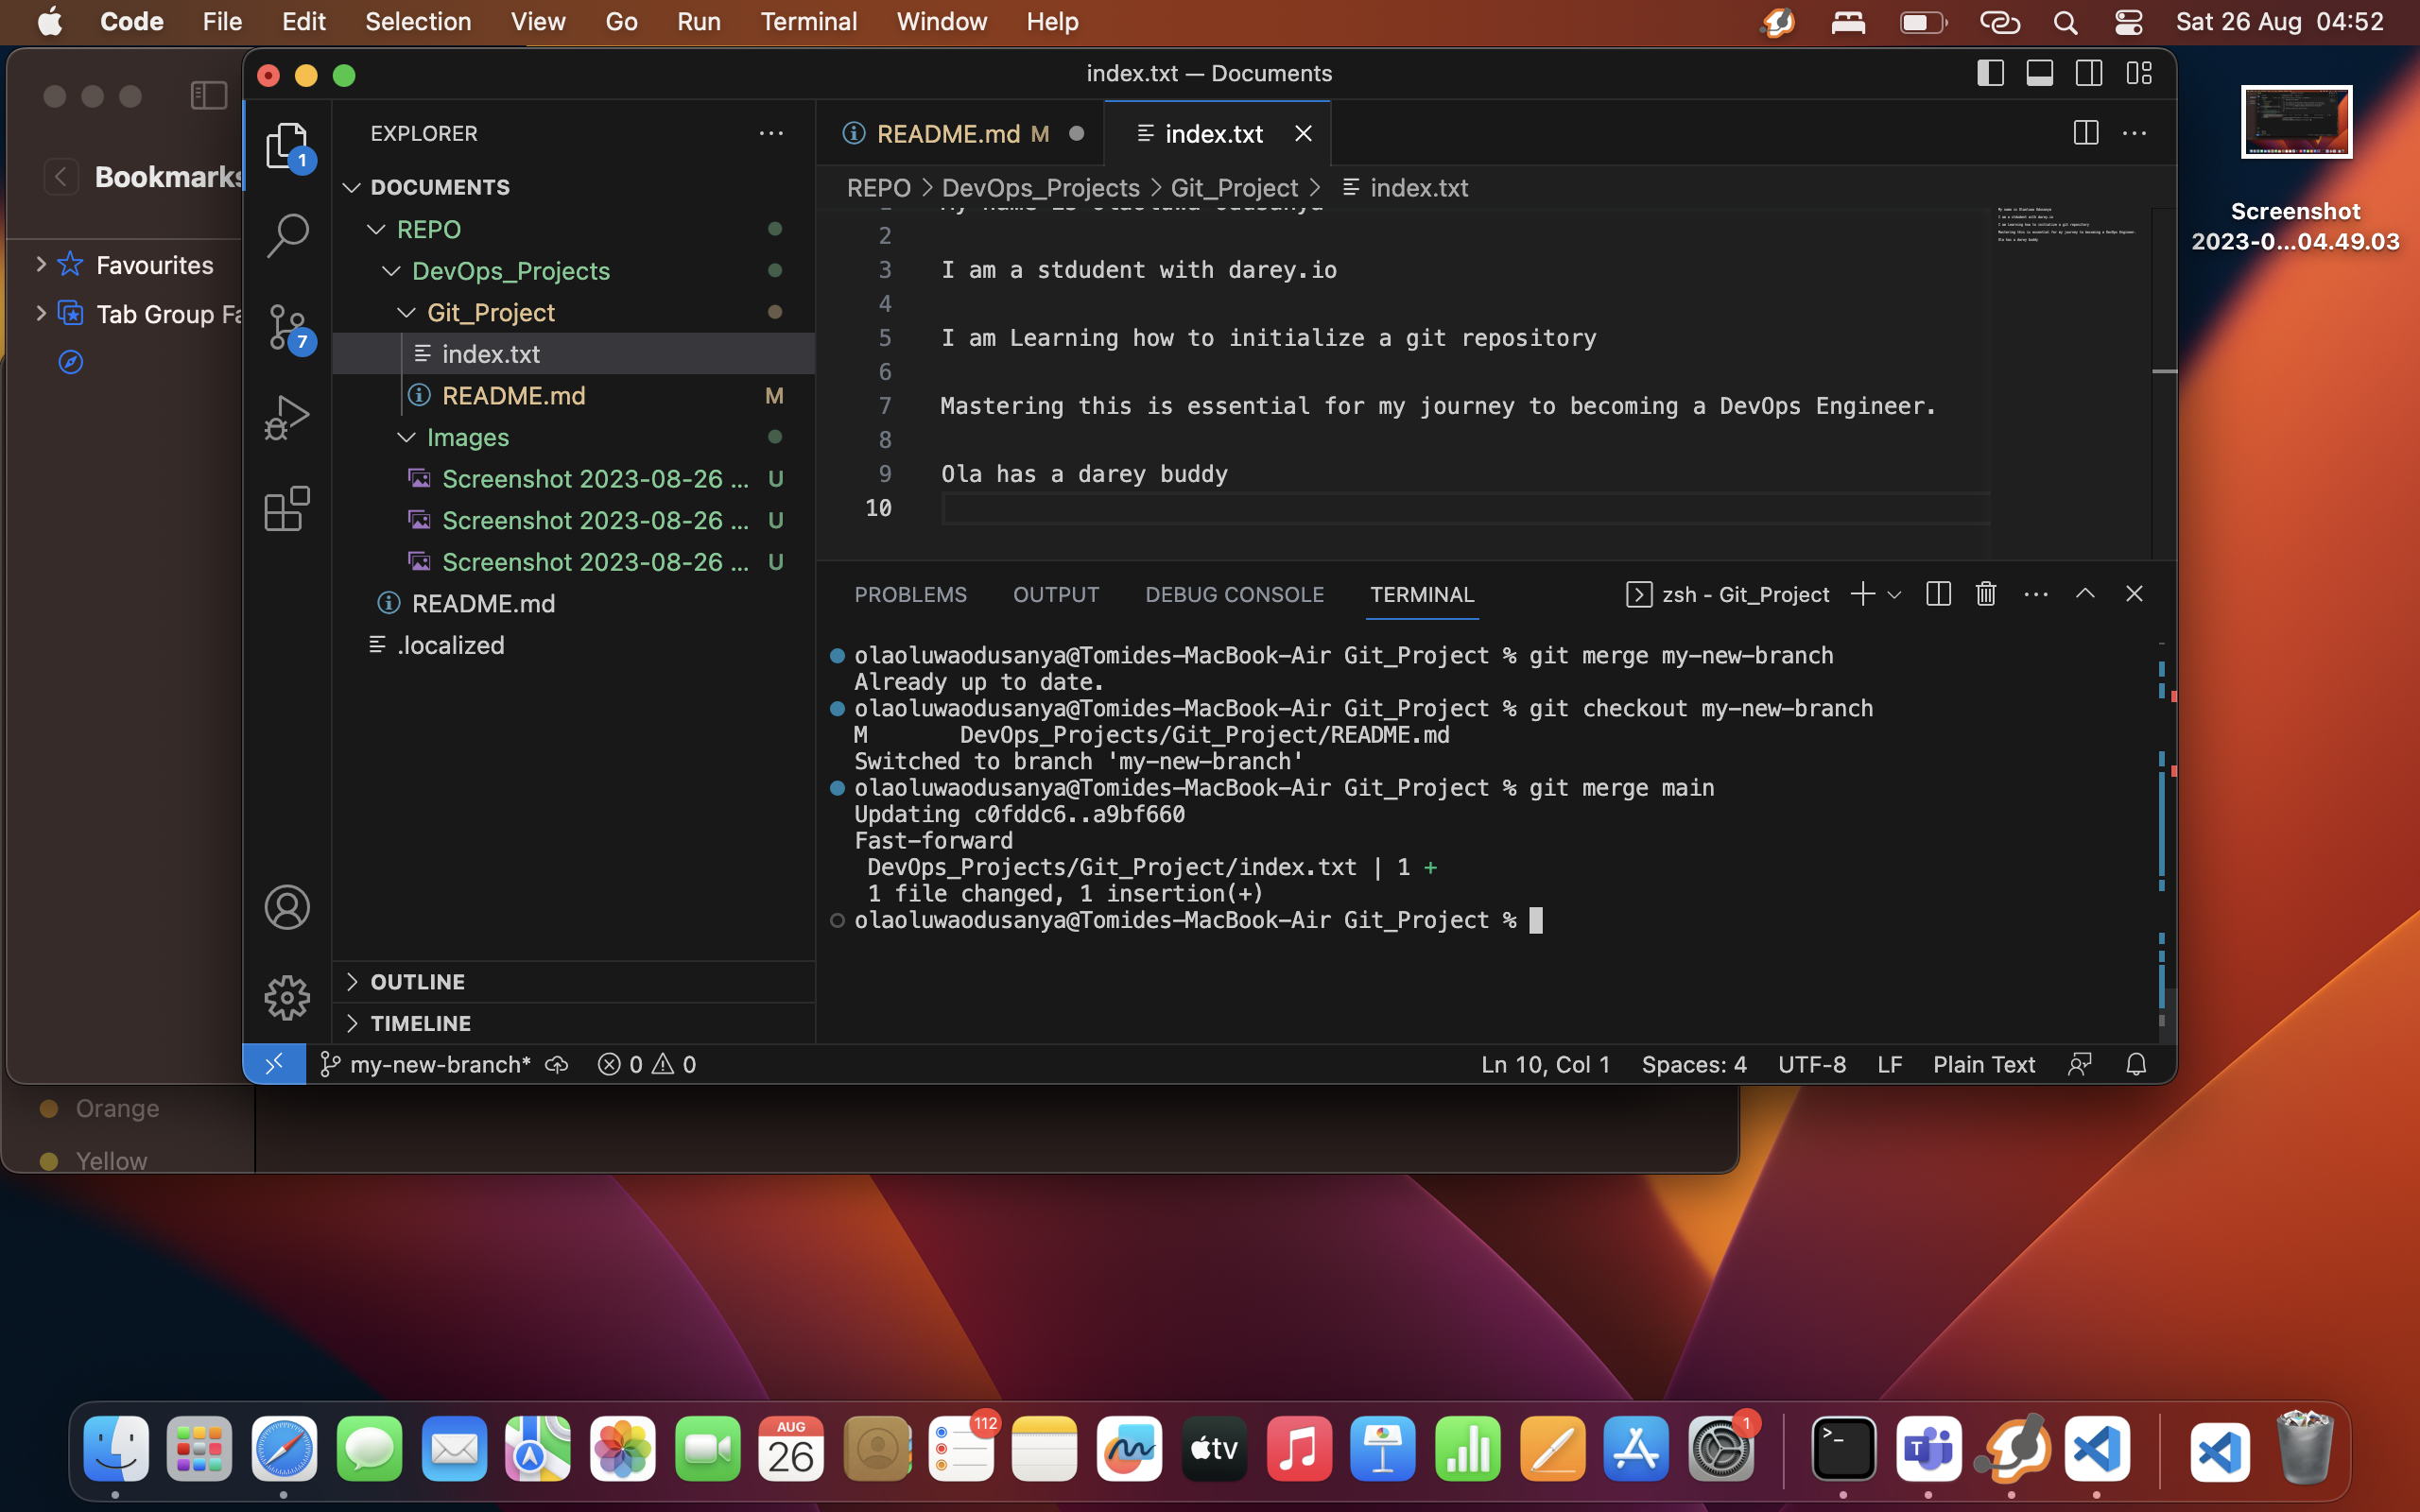 Code File Edit Selection View Go Run Terminal Window Help Sat 26 Aug 04:52
index.txt — Documents
Bookmarks
Favourites
Tab Group Fa
EXPLORER
1
7
DOCUMENTS
REPO
DevOps_Projects
Git_Project
index.txt
README.md M
Images
Screenshot 2023-08-26 ... U
Screenshot 2023-08-26 ... U
Screenshot 2023-08-26 ... U
README.md
.localized
OUTLINE
TIMELINE
README.md M index.txt
REPO > DevOps_Projects > Git_Project > index.txt
2
3 I am a stdudent with darey.io
4
5 I am Learning how to initialize a git repository
6
7 Mastering this is essential for my journey to becoming a DevOps Engineer.
8
9 Ola has a darey buddy
10
PROBLEMS OUTPUT DEBUG CONSOLE TERMINAL zsh - Git_Project
olaoluwaodusanya@Tomides-MacBook-Air Git_Project % git merge my-new-branch
Already up to date.
olaoluwaodusanya@Tomides-MacBook-Air Git_Project % git checkout my-new-branch
M DevOps_Projects/Git_Project/README.md
Switched to branch 'my-new-branch'
olaoluwaodusanya@Tomides-MacBook-Air Git_Project % git merge main
Updating c0fddc6..a9bf660
Fast-forward
DevOps_Projects/Git_Project/index.txt | 1 +
1 file changed, 1 insertion(+)
olaoluwaodusanya@Tomides-MacBook-Air Git_Project %
my-new-branch* 0 0 Ln 10, Col 1 Spaces: 4 UTF-8 LF Plain Text
Orange
Yellow
Screenshot
2023-0...04.49.03
AUG
26
112
tv
1
>_
T